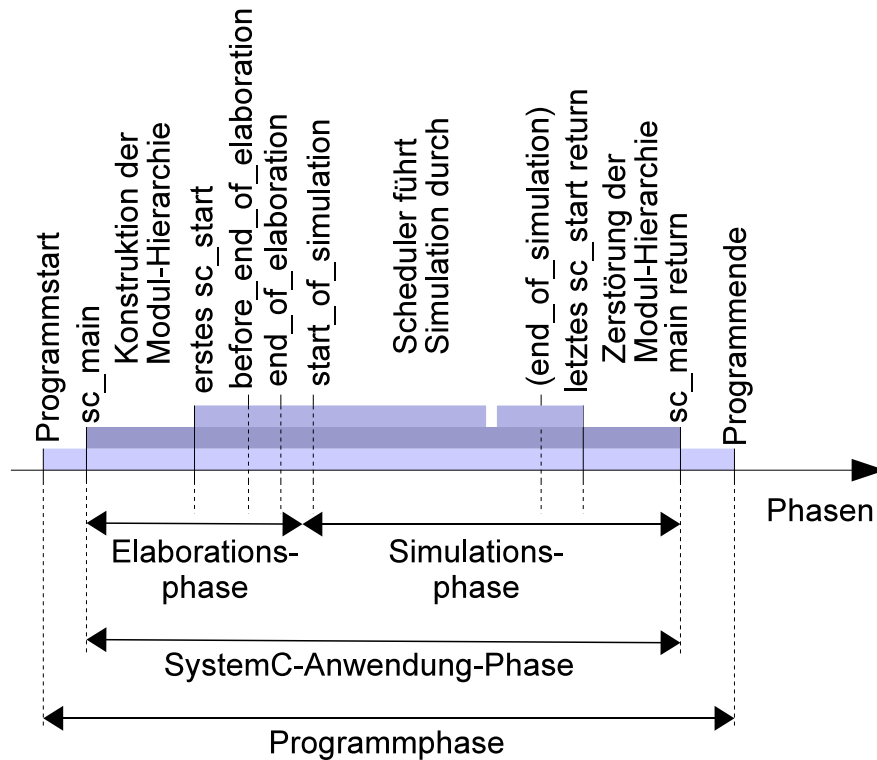 Programmstart
sc_main
Konstruktion der
Modul-Hierarchie
erstes sc_start
before_end_of_elaboration
end_of_elaboration
start_of_simulation
Scheduler führt
Simulation durch
(end_of_simulation)
letztes sc_start return
Zerstörung der
Modul-Hierarchie
sc_main return
Programmende
Phasen
Elaborations-
phase
Simulations-
phase
SystemC-Anwendung-Phase
Programmphase